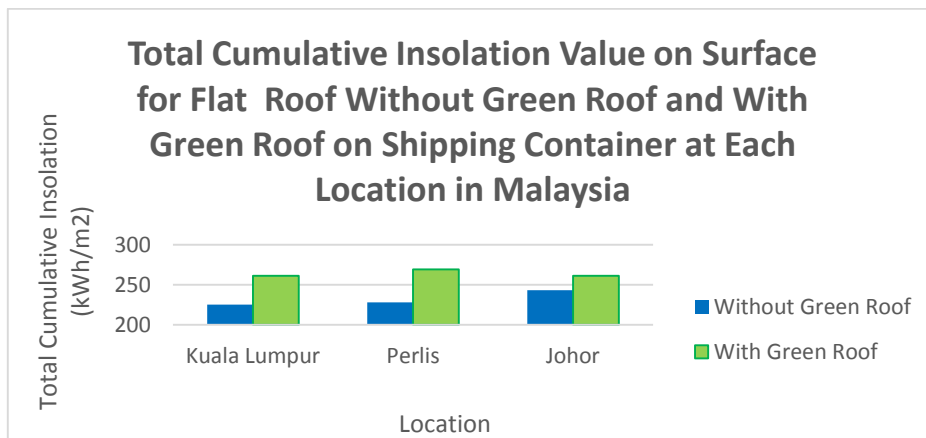 Total Cumulative Insolation Value on Surface
for Flat  Roof Without Green Roof and With
Green Roof on Shipping Container at Each
Location in Malaysia
Total Cumulative Insolation
(kWh/m2)
300
250
200
Kuala Lumpur
Perlis
Johor
Location
Without Green Roof
With Green Roof